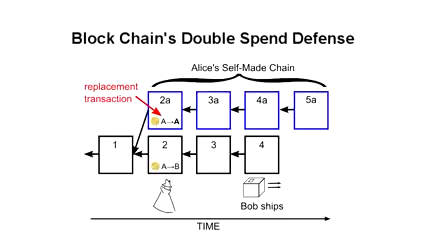 Block Chain's Double Spend Defense
Alice's Self-Made Chain
replacement
transaction
2a
3a
4a
5a
A→A
1
2
3
4
A→B
Bob ships
TIME